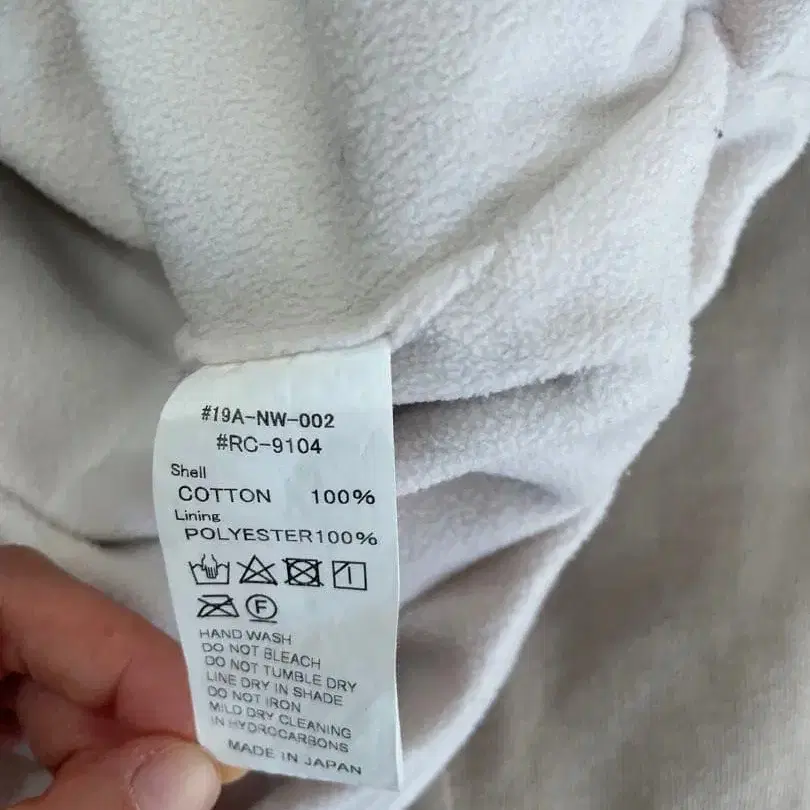 #19A-NW-002
#RC-9104
Shell
COTTON 100%
Lining
POLYESTER100%
F
HAND WASH
DO NOT BLEACH
DO NOT TUMBLE DRY
LINE DRY IN SHADE
DO NOT IRON
MILD DRY CLEANING
IN HYDROCARBONS
MADE IN JAPAN